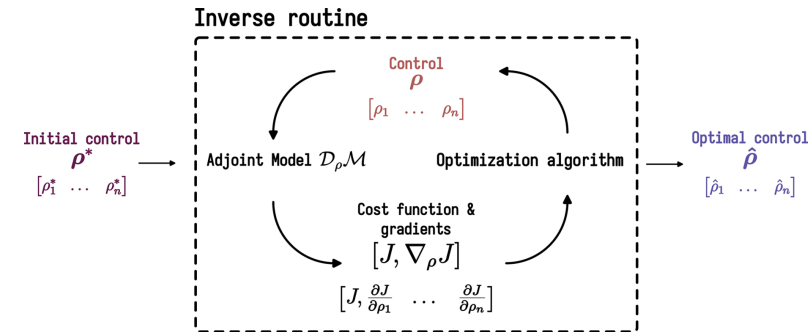 Inverse routine
Control
ρ
[ρ₁ … ρₙ]
Initial control
ρ*
[ρ₁* … ρₙ*]
Adjoint Model 𝒟ᵨℳ
Optimization algorithm
Optimal control
ρ̂
[ρ̂₁ … ρ̂ₙ]
Cost function &
gradients
[J, ∇ᵨJ]
[J, ∂J/∂ρ₁ … ∂J/∂ρₙ]